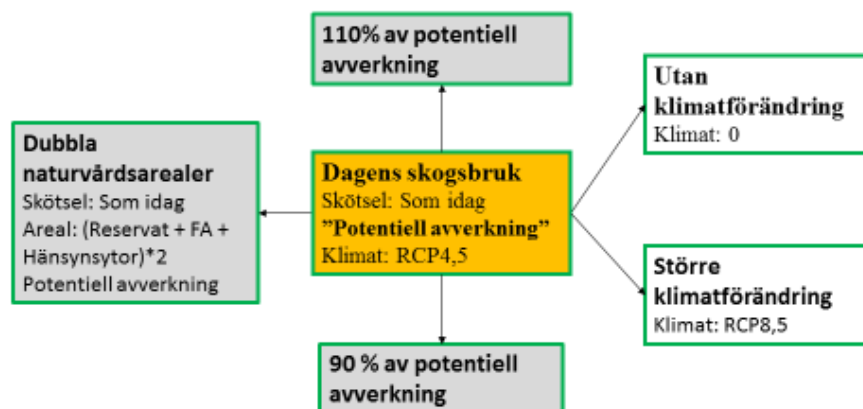 110% av potentiell
avverkning
Utan
klimatförändring
Klimat: 0
Dubbla
naturvårdsarealer
Skötsel: Som idag
Areal: (Reservat + FA +
Hänsynsytor)*2
Potentiell avverkning
Dagens skogsbruk
Skötsel: Som idag
”Potentiell avverkning”
Klimat: RCP4,5
Större
klimatförändring
Klimat: RCP8,5
90 % av potentiell
avverkning